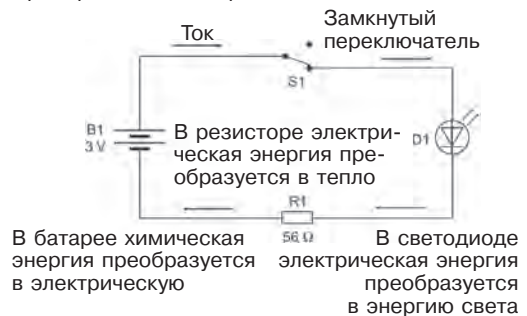 Ток
Замкнутый
переключатель
S1
B1
3 V
В резисторе электри-
ческая энергия пре-
образуется в тепло
D1
R1
56 Ω
В батарее химическая
энергия преобразуется
в электрическую
В светодиоде
электрическая энергия
преобразуется
в энергию света